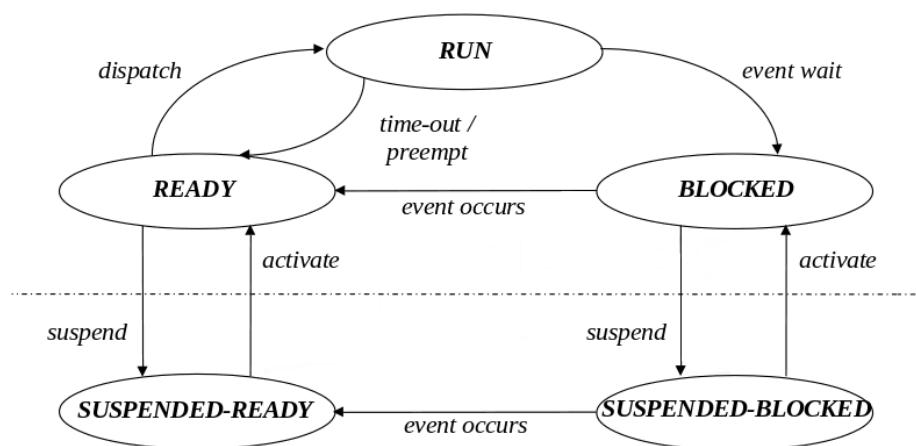 RUN
dispatch
event wait
time-out /
preempt
READY
BLOCKED
event occurs
activate
activate
suspend
suspend
SUSPENDED-READY
SUSPENDED-BLOCKED
event occurs